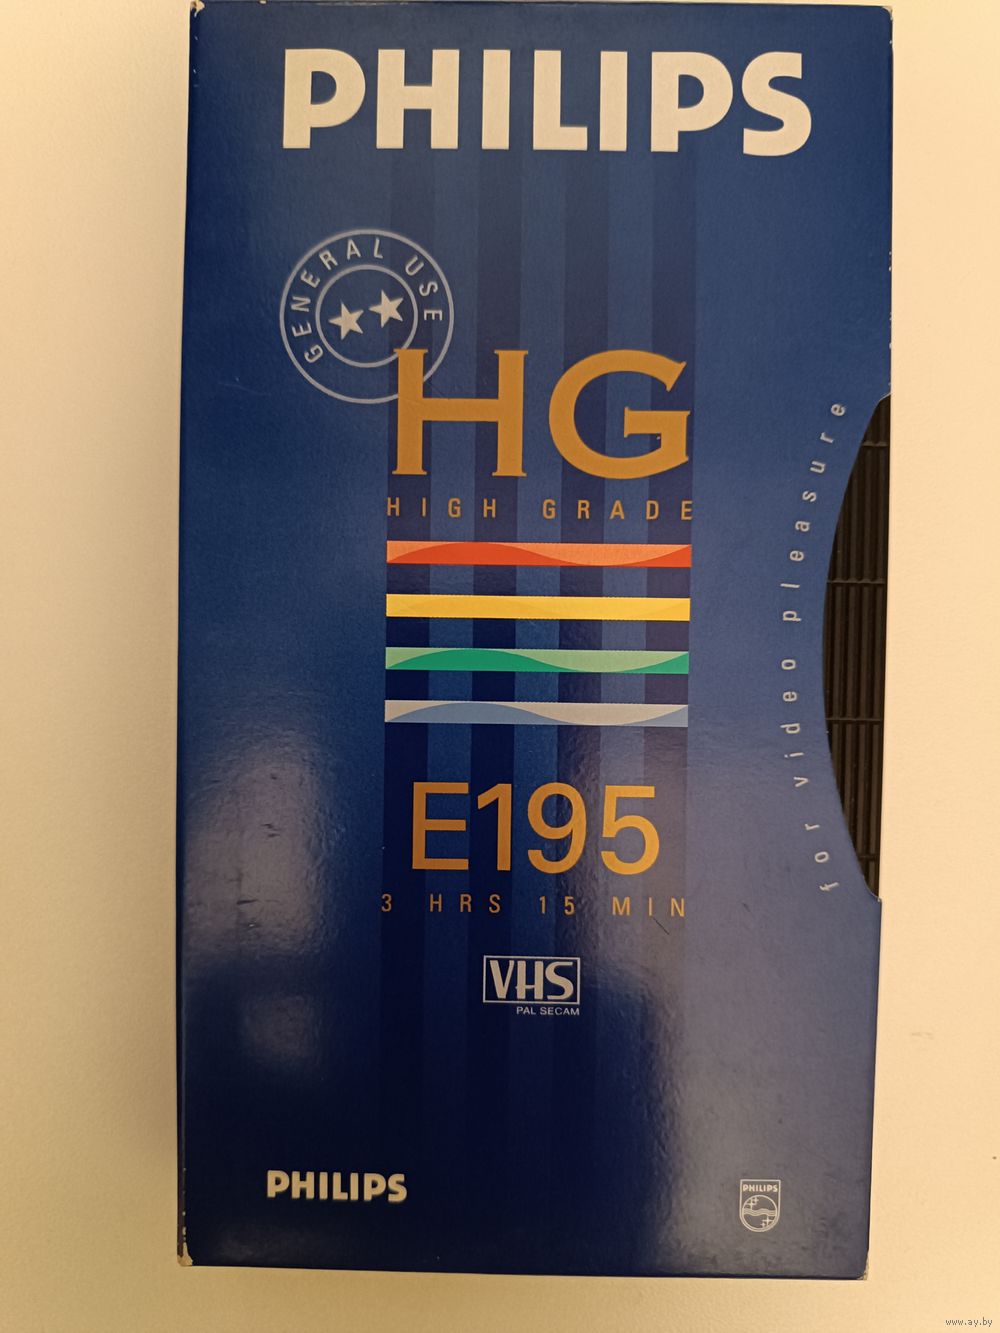 PHILIPS
GENERAL USE
HG
HIGH GRADE
for video pleasure
E195
3 HRS 15 MIN
VHS
PAL SECAM
PHILIPS
PHILIPS
www.ay.by